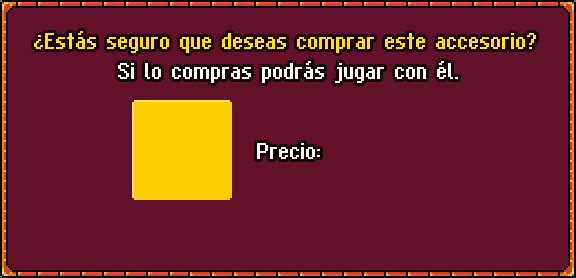 ¿Estás seguro que deseas comprar este accesorio?
Si lo compras podrás jugar con él.
Precio: